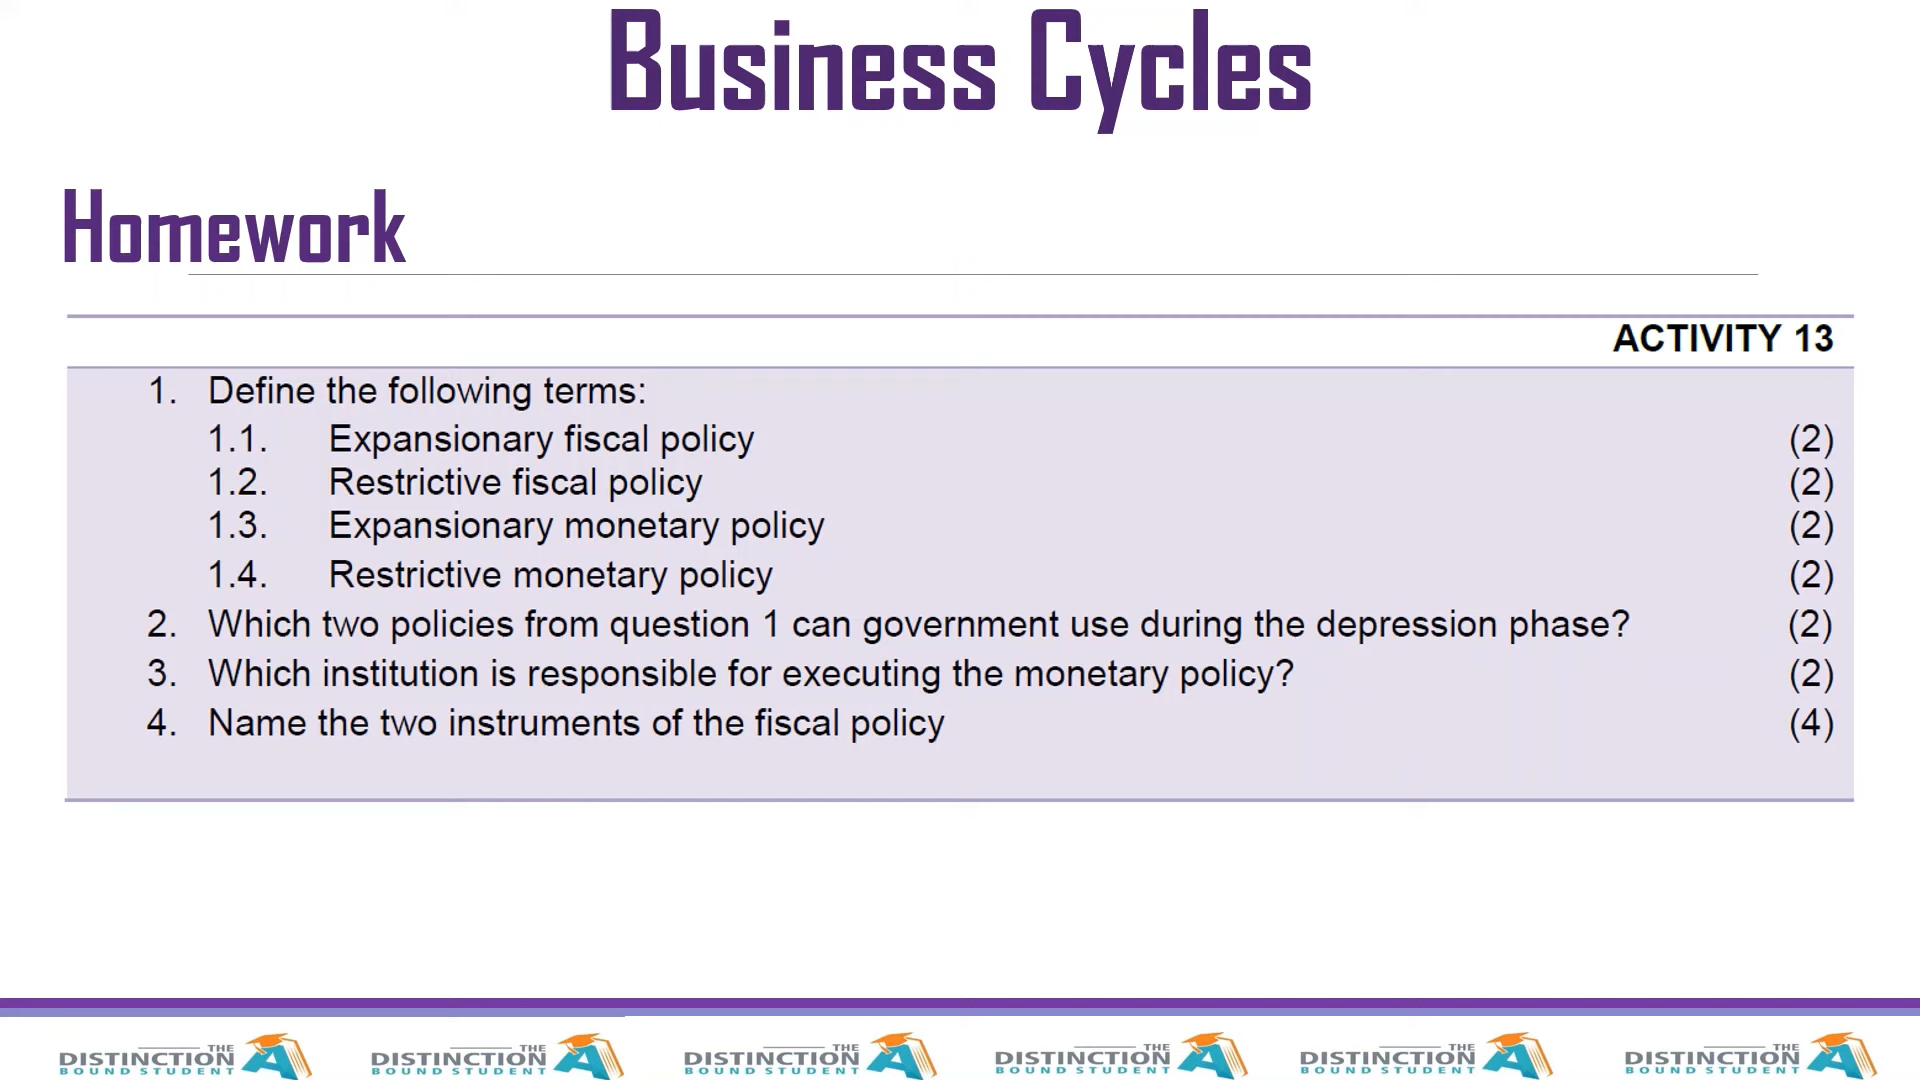 Business Cycles
Homework
ACTIVITY 13
1. Define the following terms:
1.1. Expansionary fiscal policy (2)
1.2. Restrictive fiscal policy (2)
1.3. Expansionary monetary policy (2)
1.4. Restrictive monetary policy (2)
2. Which two policies from question 1 can government use during the depression phase? (2)
3. Which institution is responsible for executing the monetary policy? (2)
4. Name the two instruments of the fiscal policy (4)
THE DISTINCTION BOUND STUDENT A
THE DISTINCTION BOUND STUDENT A
THE DISTINCTION BOUND STUDENT A
THE DISTINCTION BOUND STUDENT A
THE DISTINCTION BOUND STUDENT A
THE DISTINCTION BOUND STUDENT A